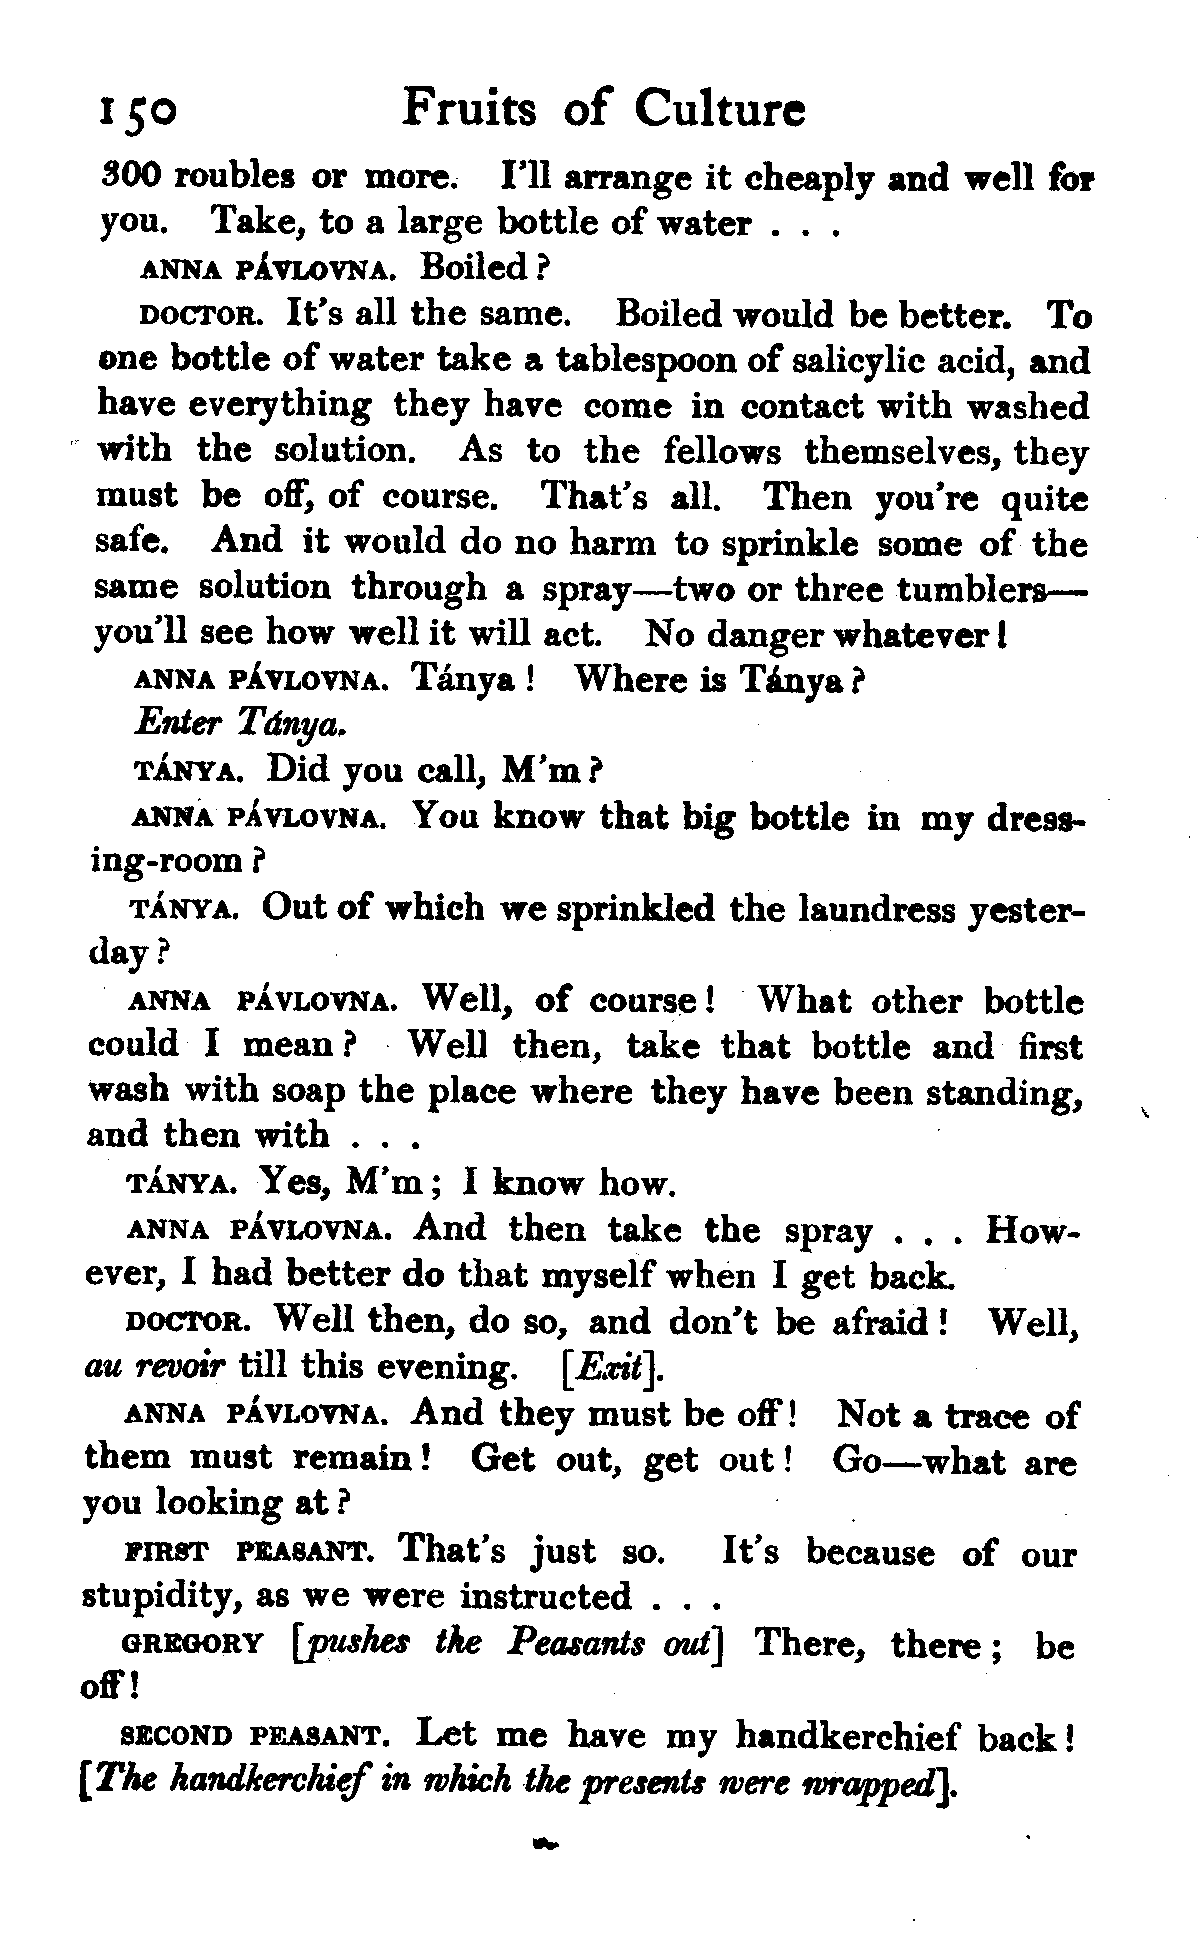 150 Fruits of Culture
300 roubles or more. I'll arrange it cheaply and well for
you. Take, to a large bottle of water . . .
ANNA PÁVLOVNA. Boiled?
DOCTOR. It's all the same. Boiled would be better. To
one bottle of water take a tablespoon of salicylic acid, and
have everything they have come in contact with washed
with the solution. As to the fellows themselves, they
must be off, of course. That's all. Then you're quite
safe. And it would do no harm to sprinkle some of the
same solution through a spray—two or three tumblers—
you'll see how well it will act. No danger whatever!
ANNA PÁVLOVNA. Tánya! Where is Tánya?
Enter Tánya.
TÁNYA. Did you call, M'm?
ANNA PÁVLOVNA. You know that big bottle in my dress-
ing-room?
TÁNYA. Out of which we sprinkled the laundress yester-
day?
ANNA PÁVLOVNA. Well, of course! What other bottle
could I mean? Well then, take that bottle and first
wash with soap the place where they have been standing,
and then with . . .
TÁNYA. Yes, M'm; I know how.
ANNA PÁVLOVNA. And then take the spray . . . How-
ever, I had better do that myself when I get back.
DOCTOR. Well then, do so, and don't be afraid! Well,
au revoir till this evening. [Exit].
ANNA PÁVLOVNA. And they must be off! Not a trace of
them must remain! Get out, get out! Go—what are
you looking at?
FIRST PEASANT. That's just so. It's because of our
stupidity, as we were instructed . . .
GREGORY [pushes the Peasants out] There, there; be
off!
SECOND PEASANT. Let me have my handkerchief back!
[The handkerchief in which the presents were wrapped].